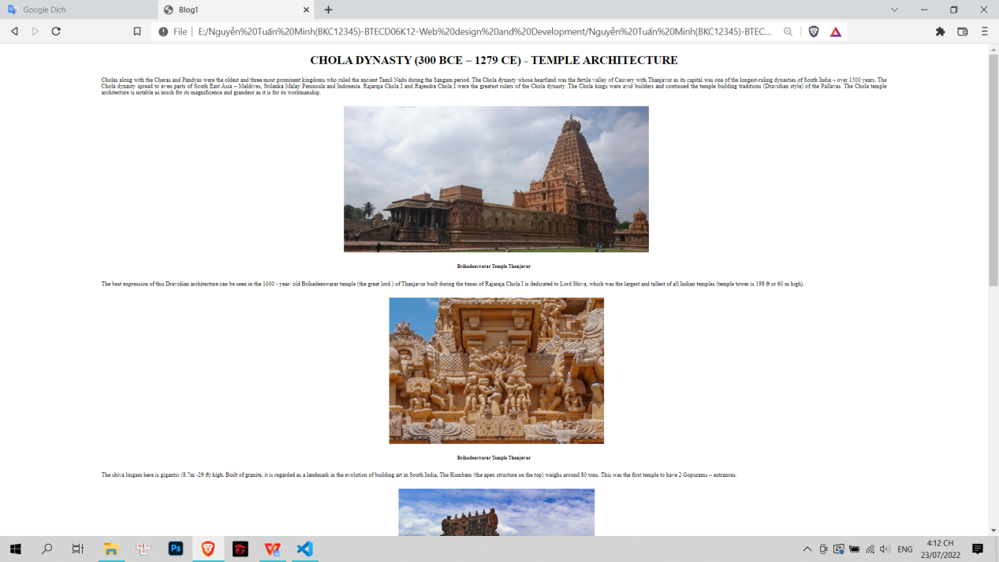 Google Dịch
Blog1
File
E:/Nguyễn%20Tuấn%20Minh(BKC12345)-BTECD06K12-Web%20design%20and%20Development/Nguyễn%20Tuấn%20Minh(BKC12345)-BTEC...
CHOLA DYNASTY (300 BCE – 1279 CE) - TEMPLE ARCHITECTURE
Cholas along with the Cheras and Pandyas were the oldest and three most prominent kingdoms who ruled the ancient Tamil Nadu during the Sangam period. The Chola dynasty whose heartland was the fertile valley of Cauvery with Thanjavur as its capital was one of the longest-ruling dynasties of South India – over 1500 years. The
Chola dynasty spread to even parts of South East Asia – Maldives, Srilanka Malay Peninsula and Indonesia. Rajaraja Chola I and Rajendra Chola I were the greatest rulers of the Chola dynasty. The Chola kings were avid builders and continued the temple building traditions (Dravidian style) of the Pallavas. The Chola temple
architecture is notable as much for its magnificence and grandeur as it is for its workmanship.
Brihadeeswarar Temple Thanjavur
The best expression of this Dravidian architecture can be seen in the 1000 - year- old Brihadeeswarar temple (the great lord ) of Thanjavur built during the times of Rajaraja Chola I is dedicated to Lord Shiva, which was the largest and tallest of all Indian temples (temple tower is 198 ft or 60 m high).
Brihadeeswarar Temple Thanjavur
The shiva lingam here is gigantic (8.7m -29 ft) high. Built of granite, it is regarded as a landmark in the evolution of building art in South India, The Kumbam (the apex structure on the top) weighs around 80 tons. This was the first temple to have 2 Gopurams – entrances.
Ps
ENG
4:12 CH
23/07/2022